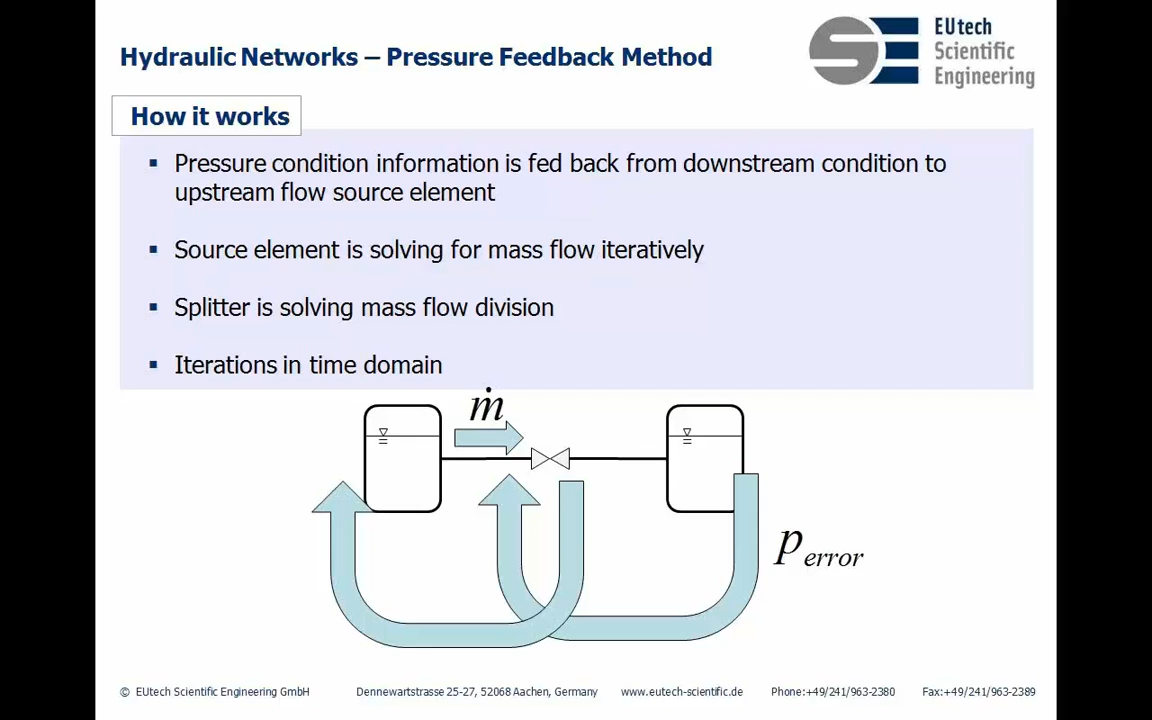 Hydraulic Networks – Pressure Feedback Method
EUtech
Scientific
Engineering
How it works
▪ Pressure condition information is fed back from downstream condition to
upstream flow source element
▪ Source element is solving for mass flow iteratively
▪ Splitter is solving mass flow division
▪ Iterations in time domain
ṁ
p_error
© EUtech Scientific Engineering GmbH Dennewartstrasse 25-27, 52068 Aachen, Germany www.eutech-scientific.de Phone:+49/241/963-2380 Fax:+49/241/963-2389